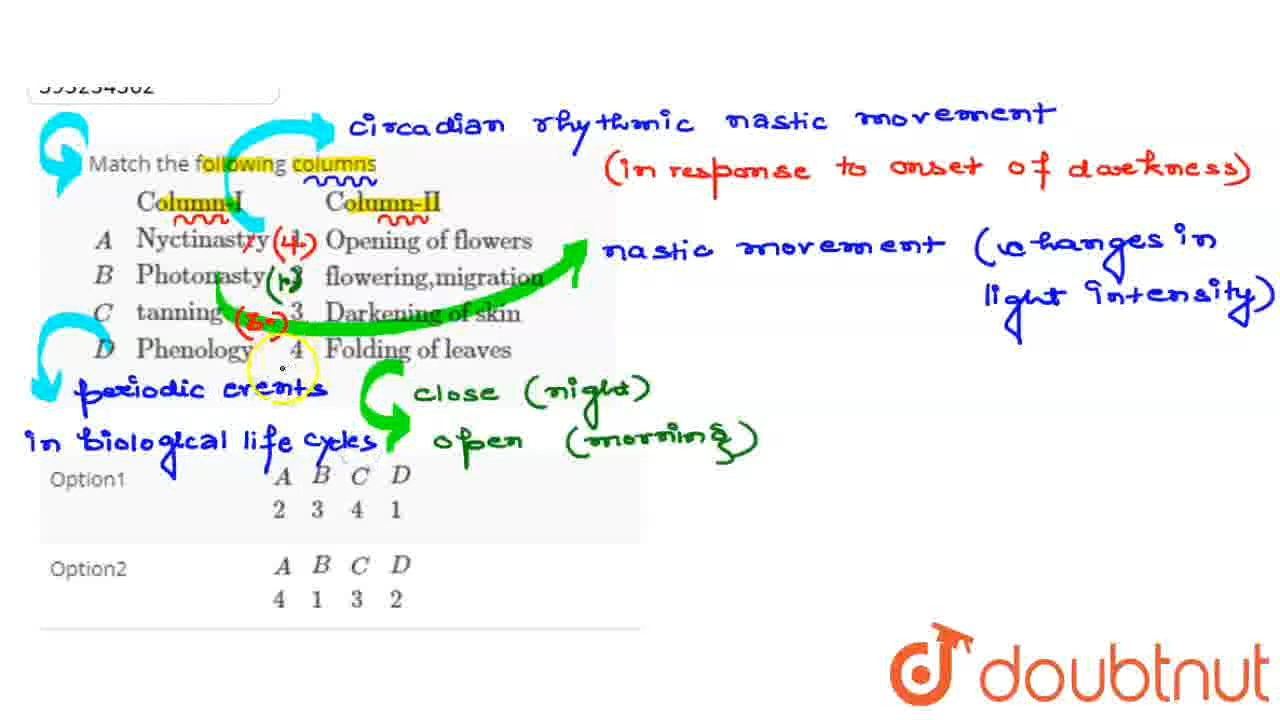 393234362
circadian rhythmic nastic movement
Match the following columns
(in response to onset of darkness)
Column-I Column-II
A Nyctinasty (4) 1 Opening of flowers
nastic movement (changes in
B Photonasty (1) 2 flowering,migration
light intensity)
C tanning (3) 3 Darkening of skin
D Phenology 4 Folding of leaves
periodic events
close (night)
in biological life cycles
open (morning)
Option1 A B C D
2 3 4 1
Option2 A B C D
4 1 3 2
doubtnut